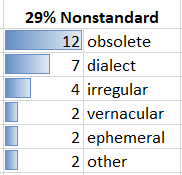 29% Nonstandard
12 obsolete
7 dialect
4 irregular
2 vernacular
2 ephemeral
2 other